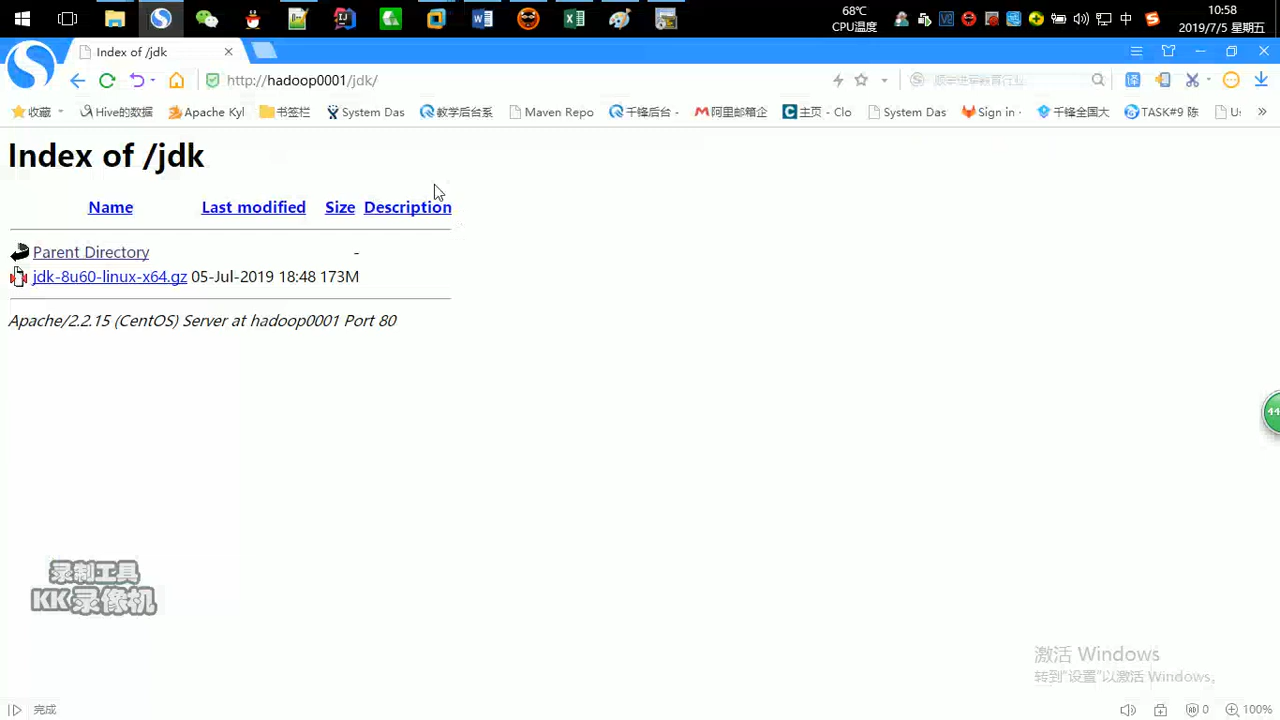 68℃
CPU温度
中
10:58
2019/7/5 星期五
Index of /jdk
http://hadoop0001/jdk/
收藏
Hive的数据
Apache Kyl
书签栏
System Das
教学后台系
Maven Repo
千锋后台 -
阿里邮箱企
主页 - Clo
System Das
Sign in ·
千锋全国大
TASK#9 陈
Index of /jdk
Name Last modified Size Description
Parent Directory -
jdk-8u60-linux-x64.gz 05-Jul-2019 18:48 173M
Apache/2.2.15 (CentOS) Server at hadoop0001 Port 80
44
录制工具
KK录像机
激活 Windows
转到“设置”以激活 Windows。
完成
0
100%